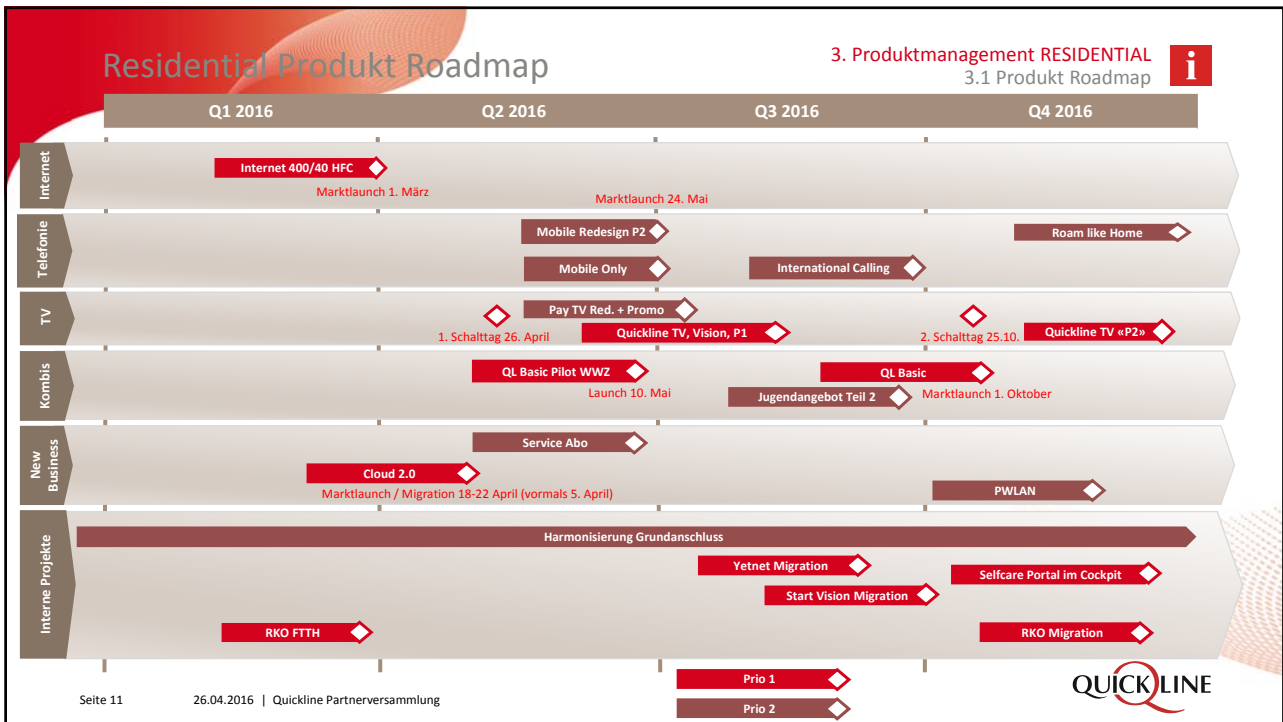 Residential Produkt Roadmap
3. Produktmanagement RESIDENTIAL
3.1 Produkt Roadmap
i
Q1 2016
Q2 2016
Q3 2016
Q4 2016
Internet
Internet 400/40 HFC
Marktlaunch 1. März
Marktlaunch 24. Mai
Telefonie
Mobile Redesign P2
Roam like Home
Mobile Only
International Calling
TV
Pay TV Red. + Promo
1. Schalttag 26. April
Quickline TV, Vision, P1
2. Schalttag 25.10.
Quickline TV «P2»
Kombis
QL Basic Pilot WWZ
QL Basic
Launch 10. Mai
Jugendangebot Teil 2
Marktlaunch 1. Oktober
New
Business
Service Abo
Cloud 2.0
Marktlaunch / Migration 18-22 April (vormals 5. April)
PWLAN
Interne Projekte
Harmonisierung Grundanschluss
Yetnet Migration
Selfcare Portal im Cockpit
Start Vision Migration
RKO FTTH
RKO Migration
Prio 1
Prio 2
Seite 11
26.04.2016 | Quickline Partnerversammlung
QUICKLINE